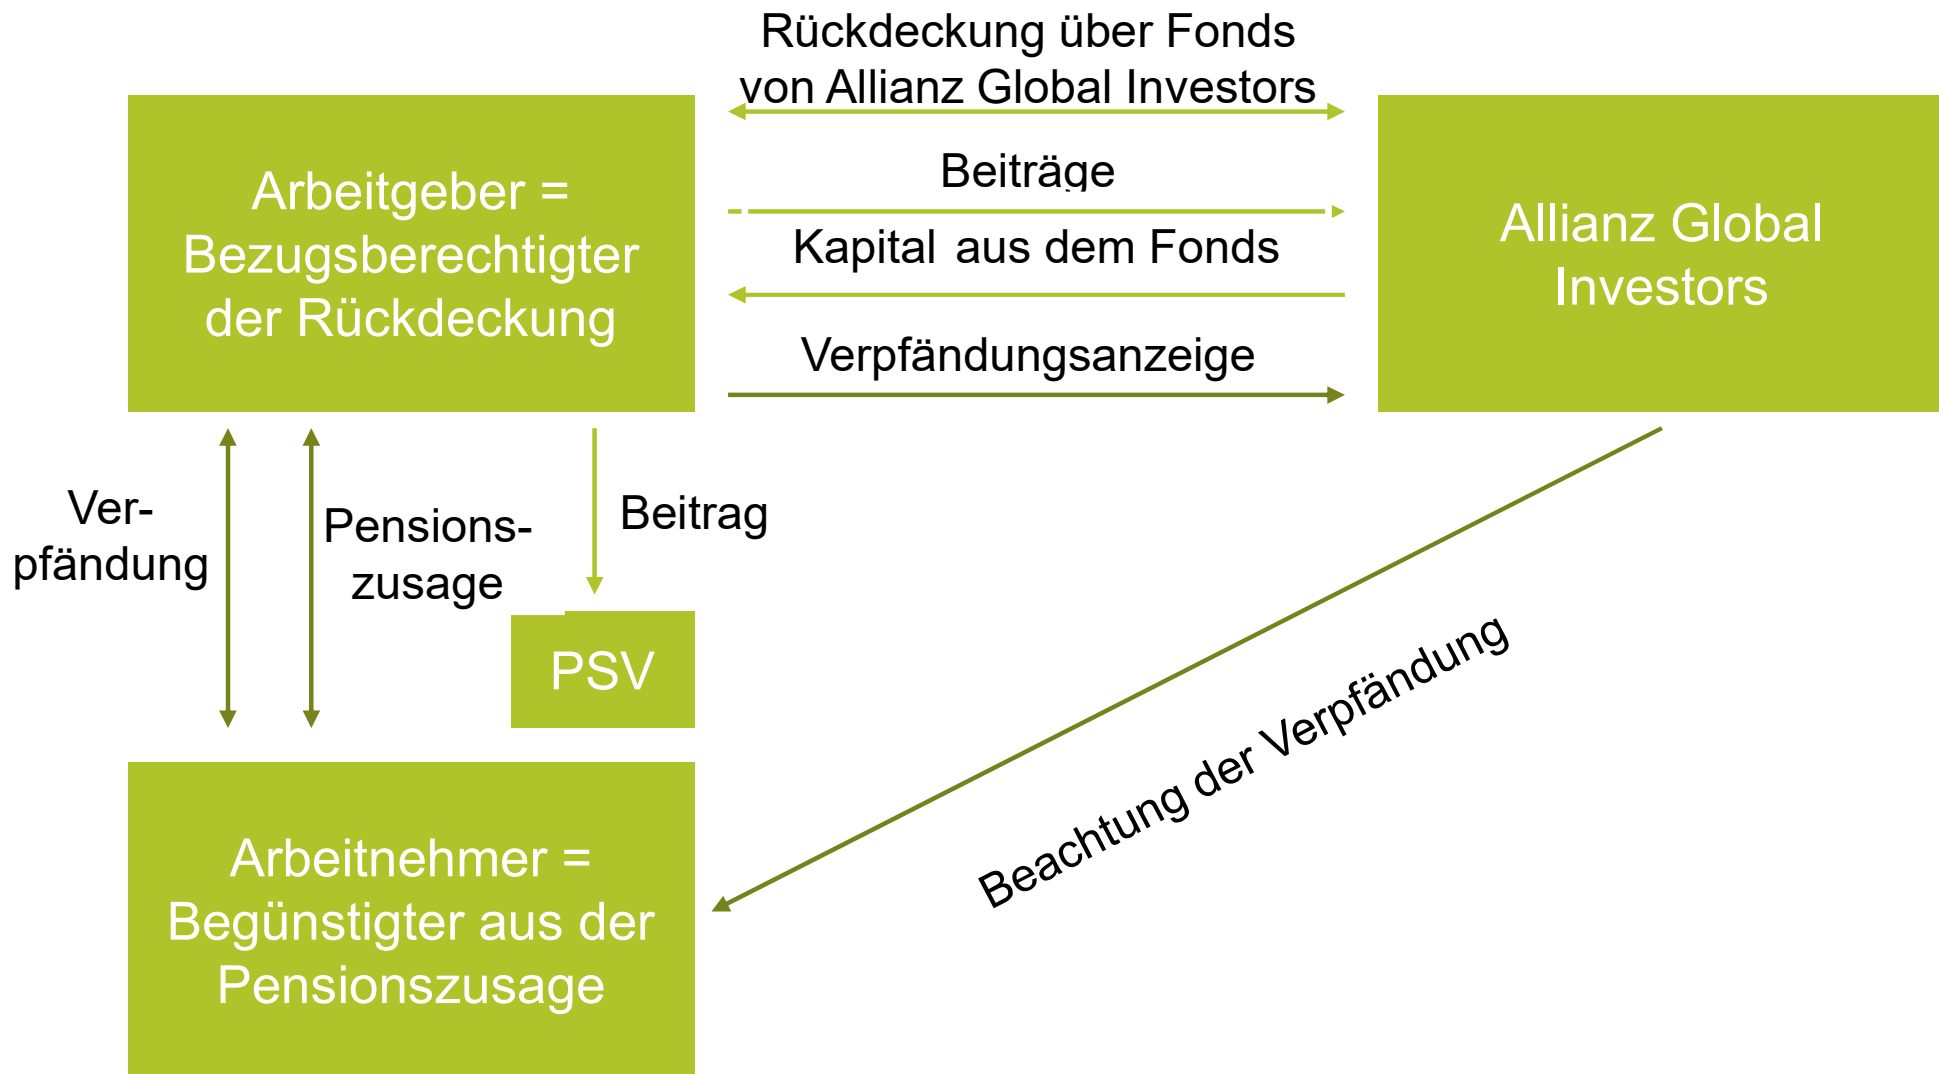 Rückdeckung über Fonds
von Allianz Global Investors
Arbeitgeber =
Bezugsberechtigter
der Rückdeckung
Beiträge
Kapital aus dem Fonds
Verpfändungsanzeige
Allianz Global
Investors
Ver-
pfändung
Pensions-
zusage
Beitrag
PSV
Beachtung der Verpfändung
Arbeitnehmer =
Begünstigter aus der
Pensionszusage